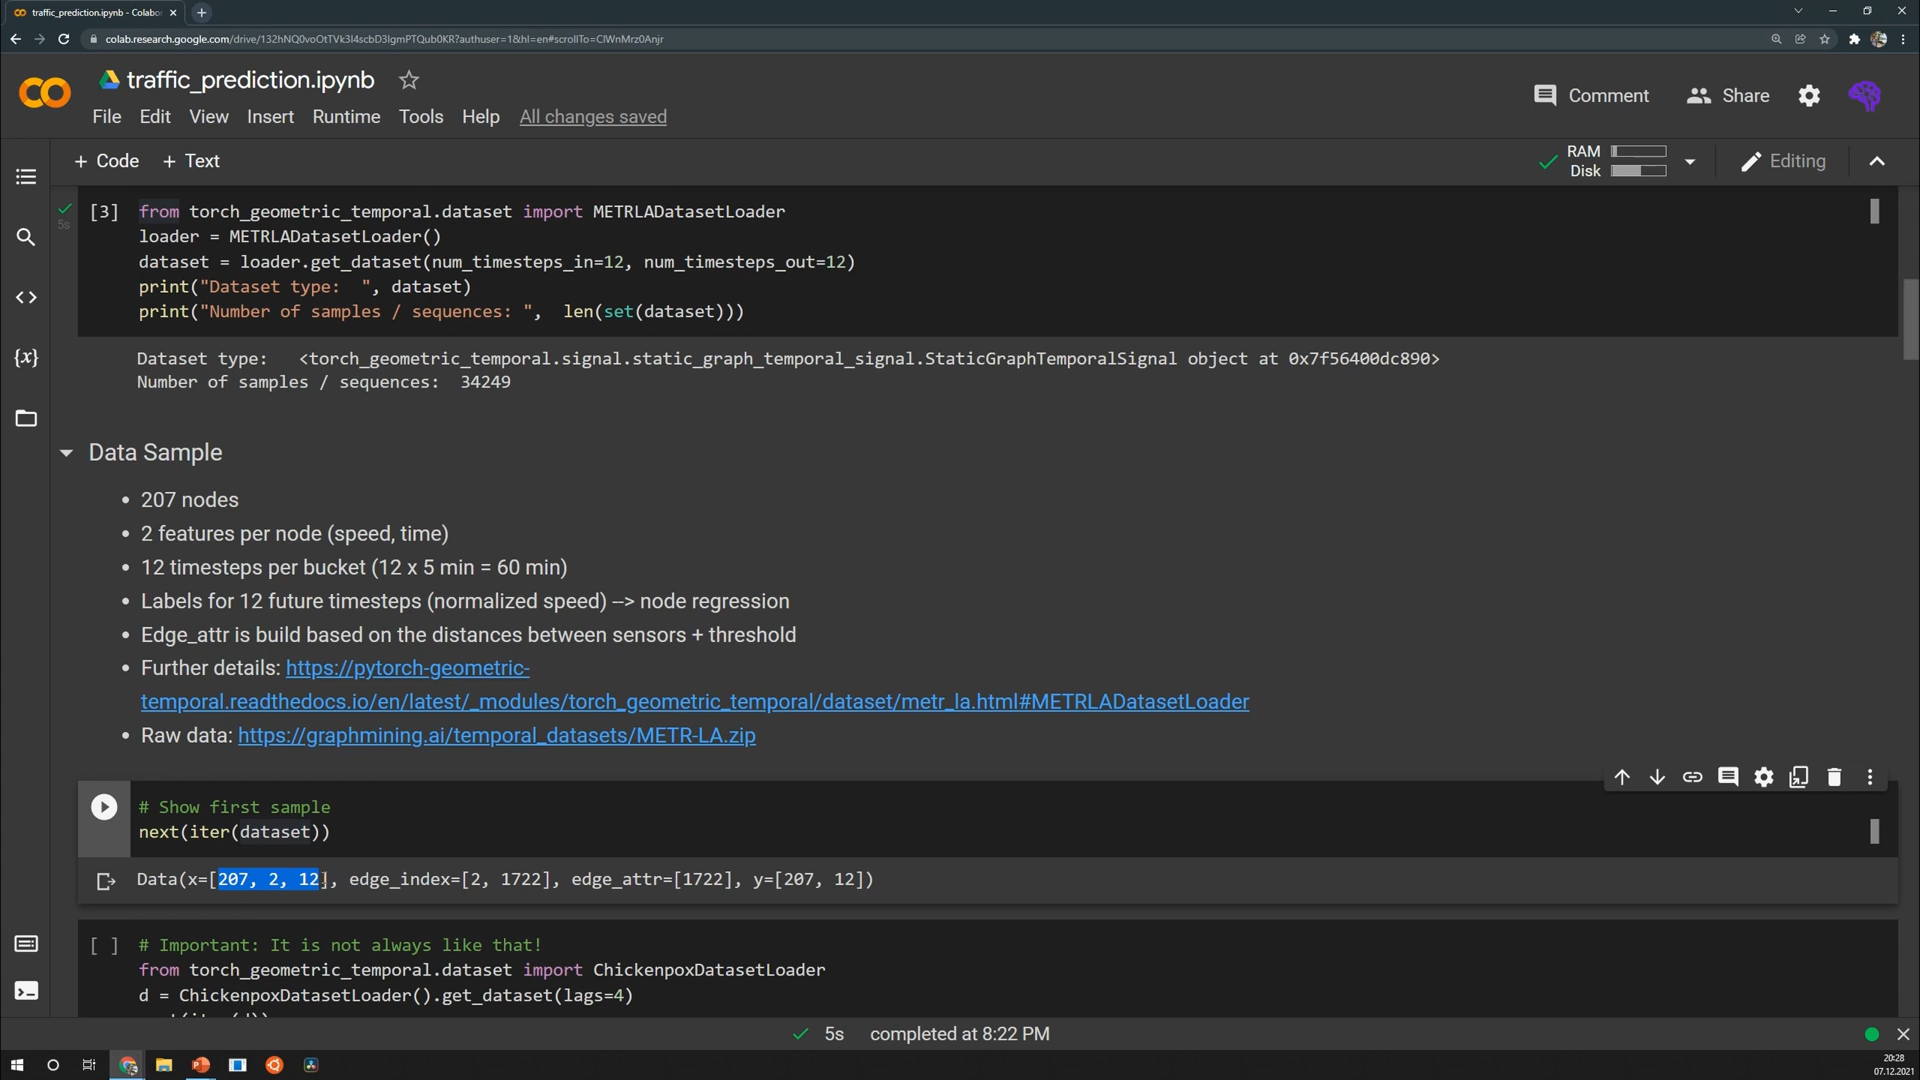 traffic_prediction.ipynb - Colabo
colab.research.google.com/drive/132hNQ0voOtTVk3l4scbD3lgmPTQub0KR?authuser=1&hl=en#scrollTo=ClWnMrz0Anjr
traffic_prediction.ipynb
Comment
Share
File Edit View Insert Runtime Tools Help All changes saved
+ Code + Text
RAM
Disk
Editing
[3] from torch_geometric_temporal.dataset import METRLADatasetLoader
5s
loader = METRLADatasetLoader()
dataset = loader.get_dataset(num_timesteps_in=12, num_timesteps_out=12)
print("Dataset type:  ", dataset)
print("Number of samples / sequences: ",  len(set(dataset)))
Dataset type:   <torch_geometric_temporal.signal.static_graph_temporal_signal.StaticGraphTemporalSignal object at 0x7f56400dc890>
Number of samples / sequences:  34249
Data Sample
• 207 nodes
• 2 features per node (speed, time)
• 12 timesteps per bucket (12 x 5 min = 60 min)
• Labels for 12 future timesteps (normalized speed) --> node regression
• Edge_attr is build based on the distances between sensors + threshold
• Further details: https://pytorch-geometric-
temporal.readthedocs.io/en/latest/_modules/torch_geometric_temporal/dataset/metr_la.html#METRLADatasetLoader
• Raw data: https://graphmining.ai/temporal_datasets/METR-LA.zip
# Show first sample
next(iter(dataset))
Data(x=[207, 2, 12], edge_index=[2, 1722], edge_attr=[1722], y=[207, 12])
[ ] # Important: It is not always like that!
from torch_geometric_temporal.dataset import ChickenpoxDatasetLoader
d = ChickenpoxDatasetLoader().get_dataset(lags=4)
5s completed at 8:22 PM
20:28
07.12.2021